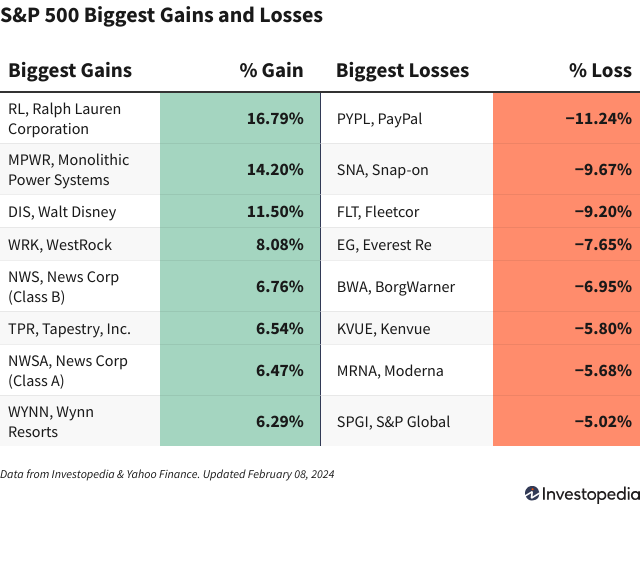 S&P 500 Biggest Gains and Losses
Biggest Gains % Gain Biggest Losses % Loss
RL, Ralph Lauren
Corporation 16.79% PYPL, PayPal −11.24%
MPWR, Monolithic
Power Systems 14.20% SNA, Snap-on −9.67%
DIS, Walt Disney 11.50% FLT, Fleetcor −9.20%
WRK, WestRock 8.08% EG, Everest Re −7.65%
NWS, News Corp
(Class B) 6.76% BWA, BorgWarner −6.95%
TPR, Tapestry, Inc. 6.54% KVUE, Kenvue −5.80%
NWSA, News Corp
(Class A) 6.47% MRNA, Moderna −5.68%
WYNN, Wynn
Resorts 6.29% SPGI, S&P Global −5.02%
Data from Investopedia & Yahoo Finance. Updated February 08, 2024
Investopedia